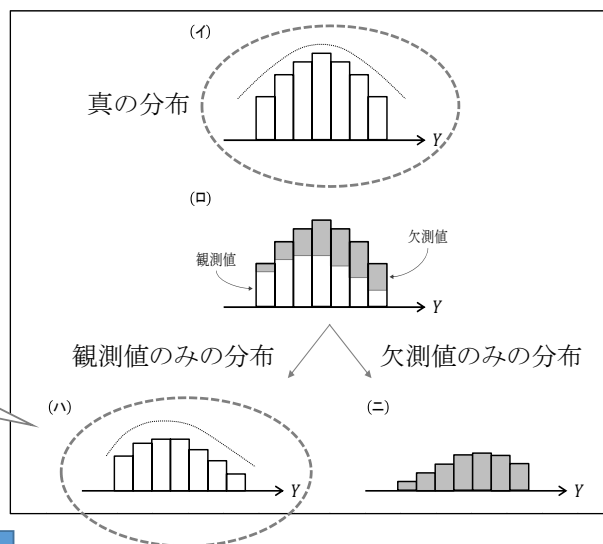 (イ)
真の分布
Y
(ロ)
観測値
欠測値
Y
観測値のみの分布
欠測値のみの分布
(ハ)
(ニ)
Y
Y